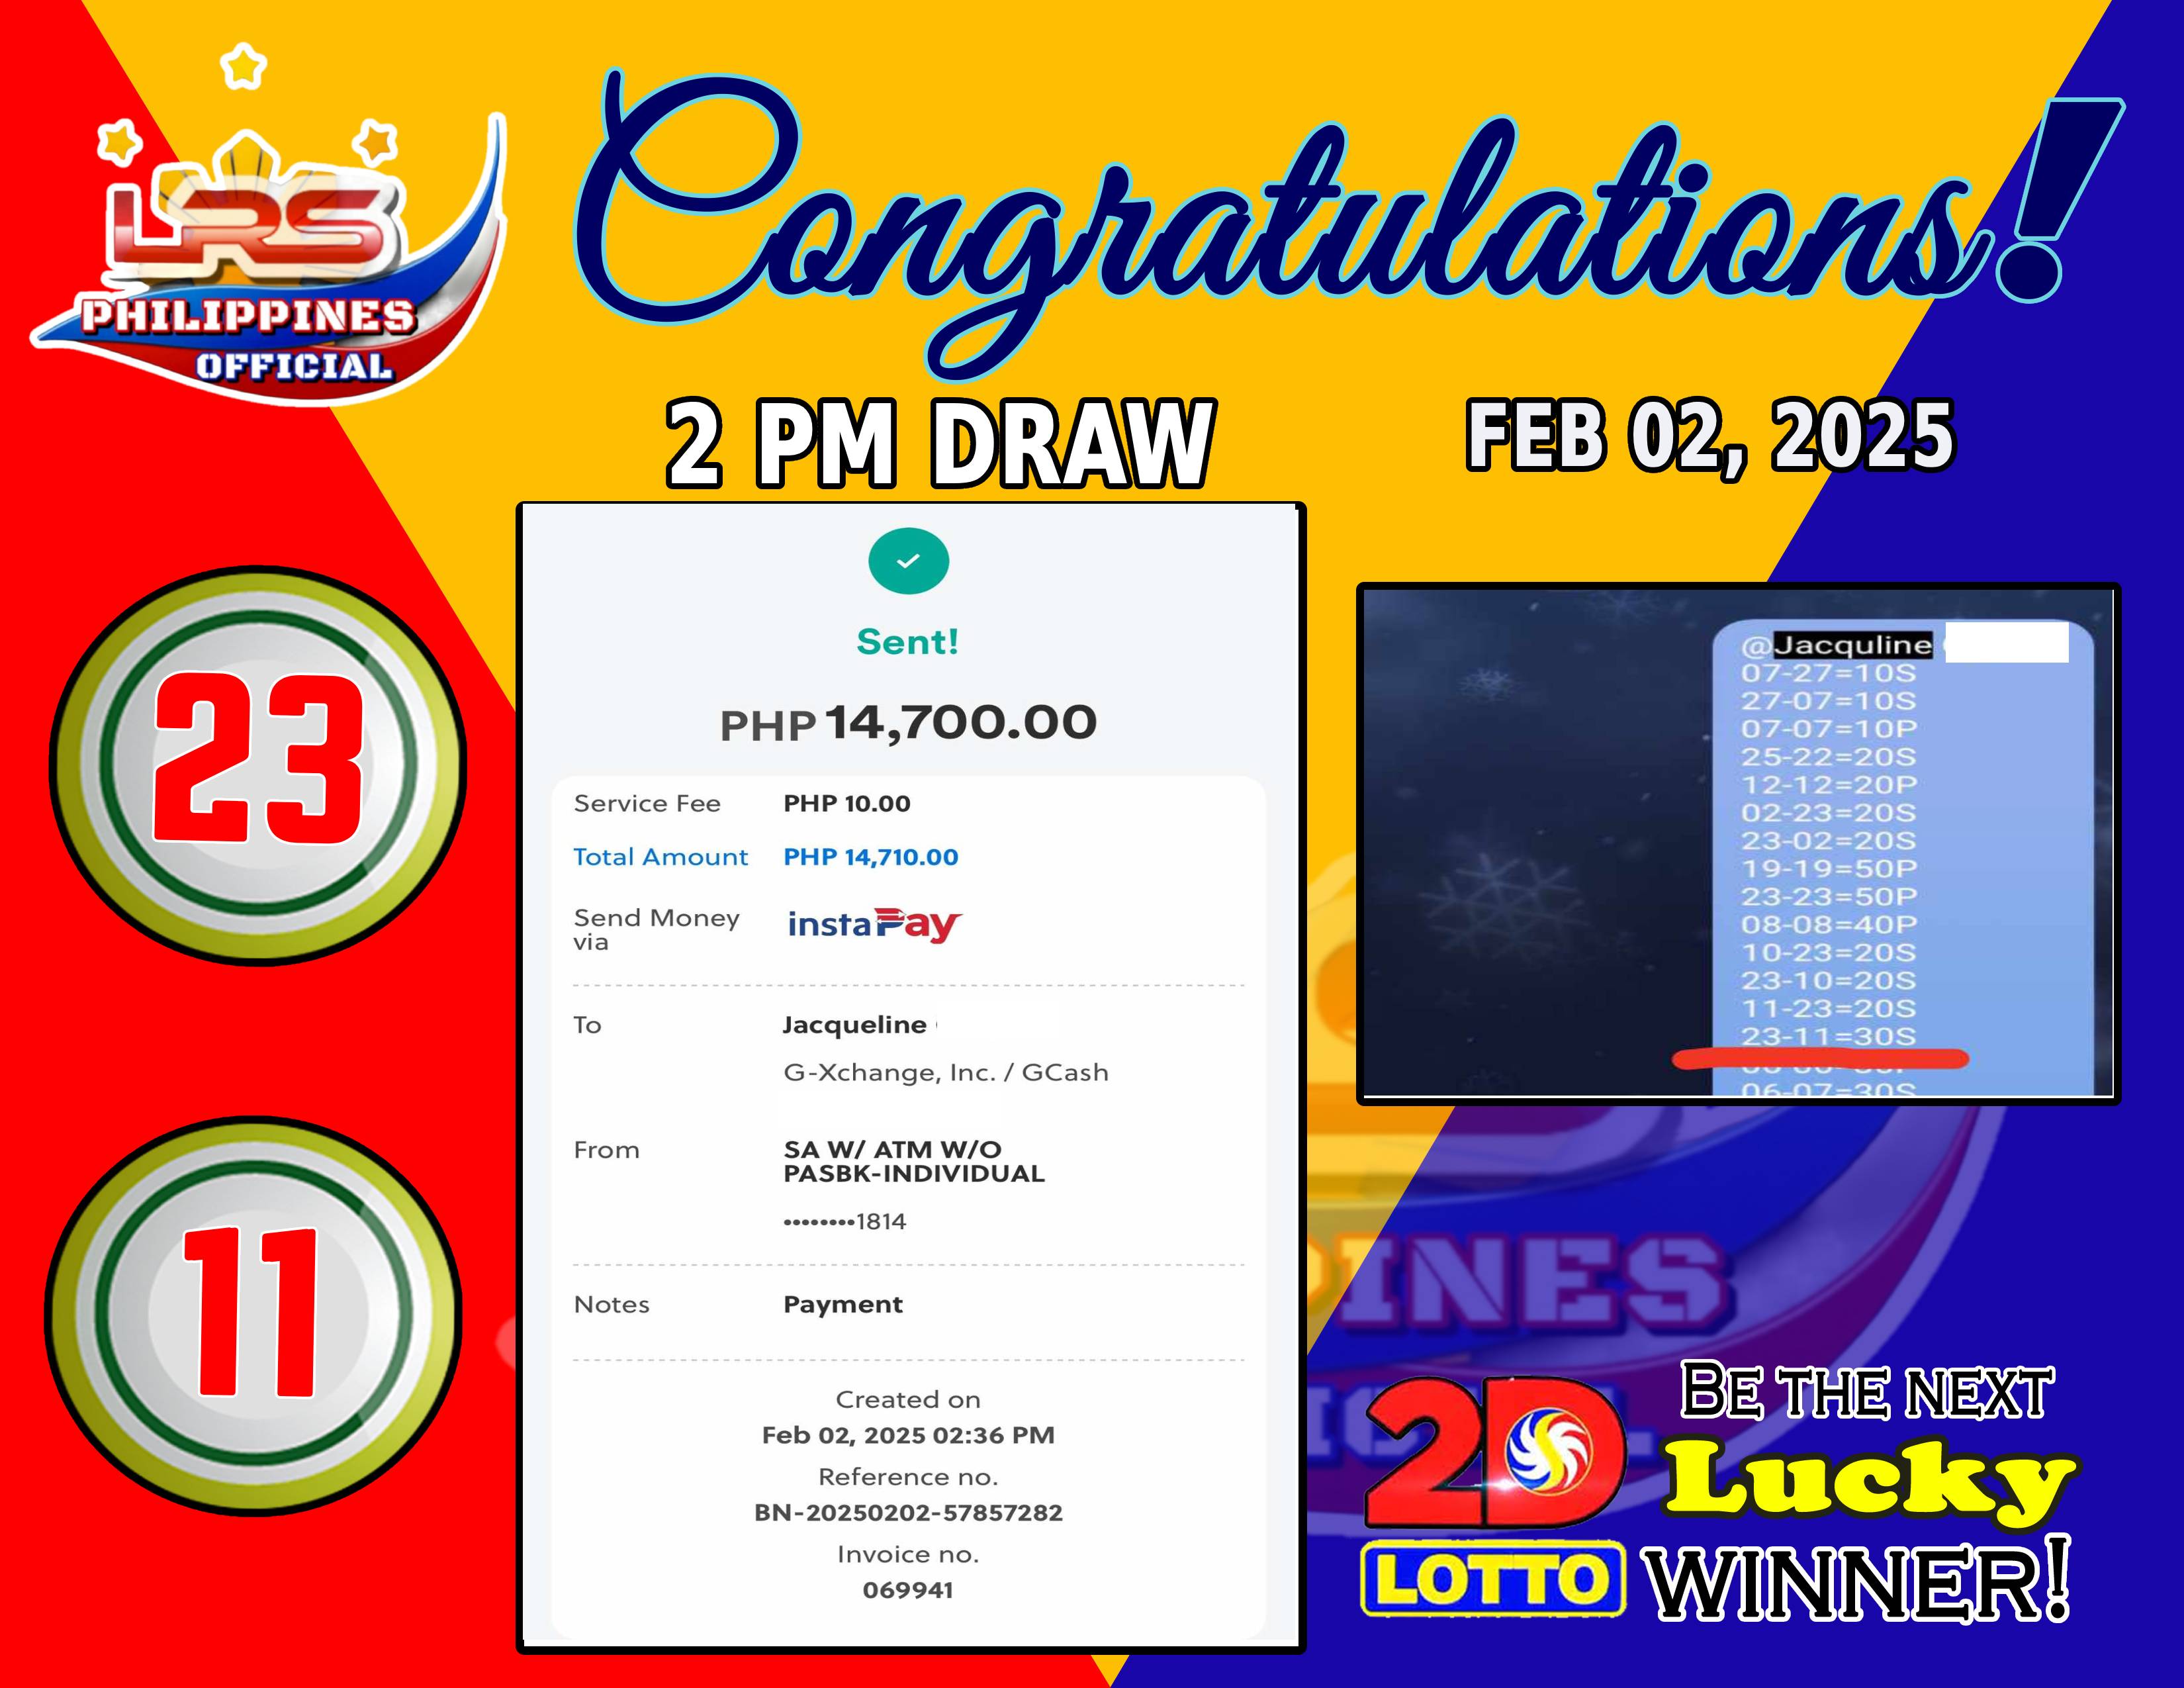 LRS
PHILIPPINES
OFFICIAL
Congratulations!
2 PM DRAW
FEB 02, 2025
23
11
Sent!
PHP 14,700.00
Service Fee PHP 10.00
Total Amount PHP 14,710.00
Send Money via instaPay
To Jacqueline
G-Xchange, Inc. / GCash
From SA W/ ATM W/O
PASBK-INDIVIDUAL
••••••••1814
Notes Payment
Created on
Feb 02, 2025 02:36 PM
Reference no.
BN-20250202-57857282
Invoice no.
069941
@Jacquline
07-27=10S
27-07=10S
07-07=10P
25-22=20S
12-12=20P
02-23=20S
23-02=20S
19-19=50P
23-23=50P
08-08=40P
10-23=20S
23-10=20S
11-23=20S
23-11=30S
06-07=30S
PINES
2D
LOTTO
BE THE NEXT
Lucky
WINNER!